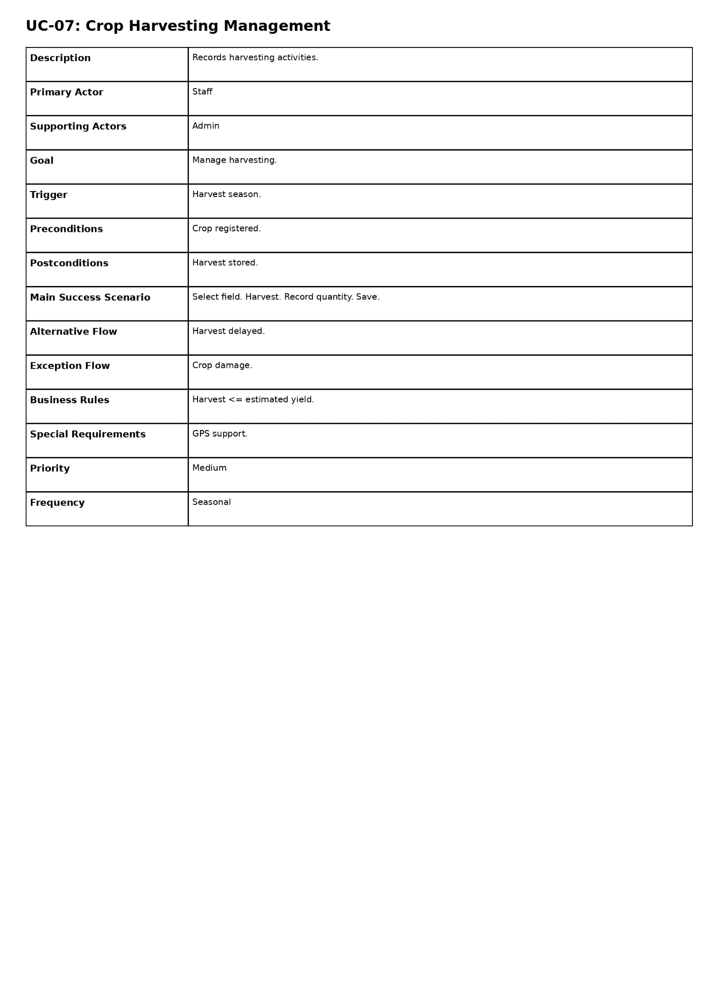 UC-07: Crop Harvesting Management
Description Records harvesting activities.
Primary Actor Staff
Supporting Actors Admin
Goal Manage harvesting.
Trigger Harvest season.
Preconditions Crop registered.
Postconditions Harvest stored.
Main Success Scenario Select field. Harvest. Record quantity. Save.
Alternative Flow Harvest delayed.
Exception Flow Crop damage.
Business Rules Harvest <= estimated yield.
Special Requirements GPS support.
Priority Medium
Frequency Seasonal